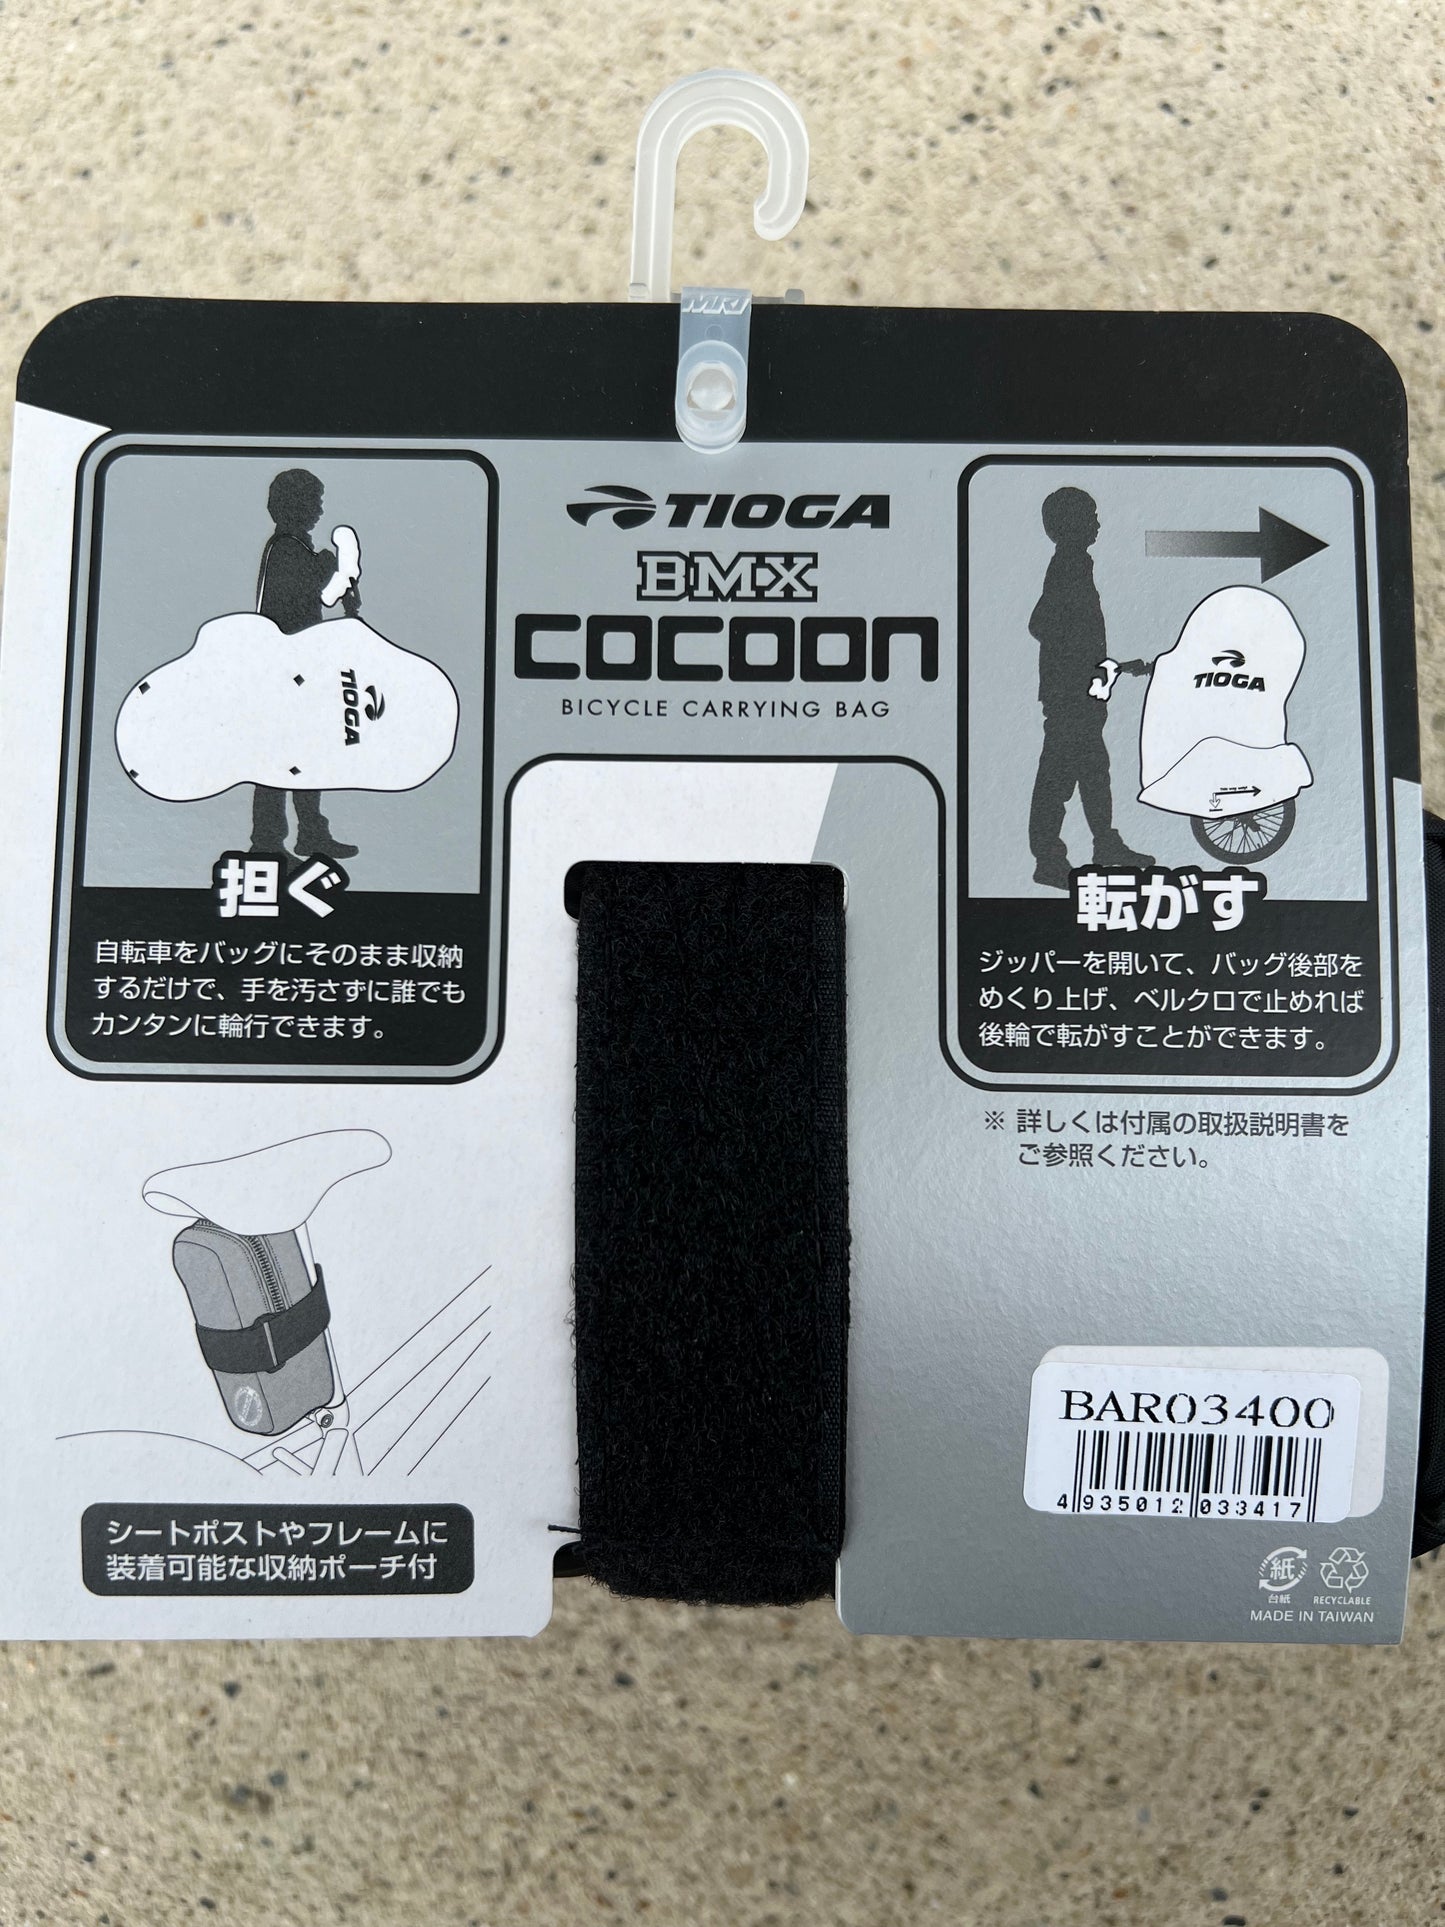 MRI
TIOGA
BMX
COCOON
BICYCLE CARRYING BAG
TIOGA
担ぐ
自転車をバッグにそのまま収納
するだけで、手を汚さずに誰でも
カンタンに輪行できます。
TIOGA
転がす
ジッパーを開いて、バッグ後部を
めくり上げ、ベルクロで止めれば
後輪で転がすことができます。
※ 詳しくは付属の取扱説明書を
ご参照ください。
シートポストやフレームに
装着可能な収納ポーチ付
BAR03400
4 935012 033417
紙
台紙
RECYCLABLE
MADE IN TAIWAN